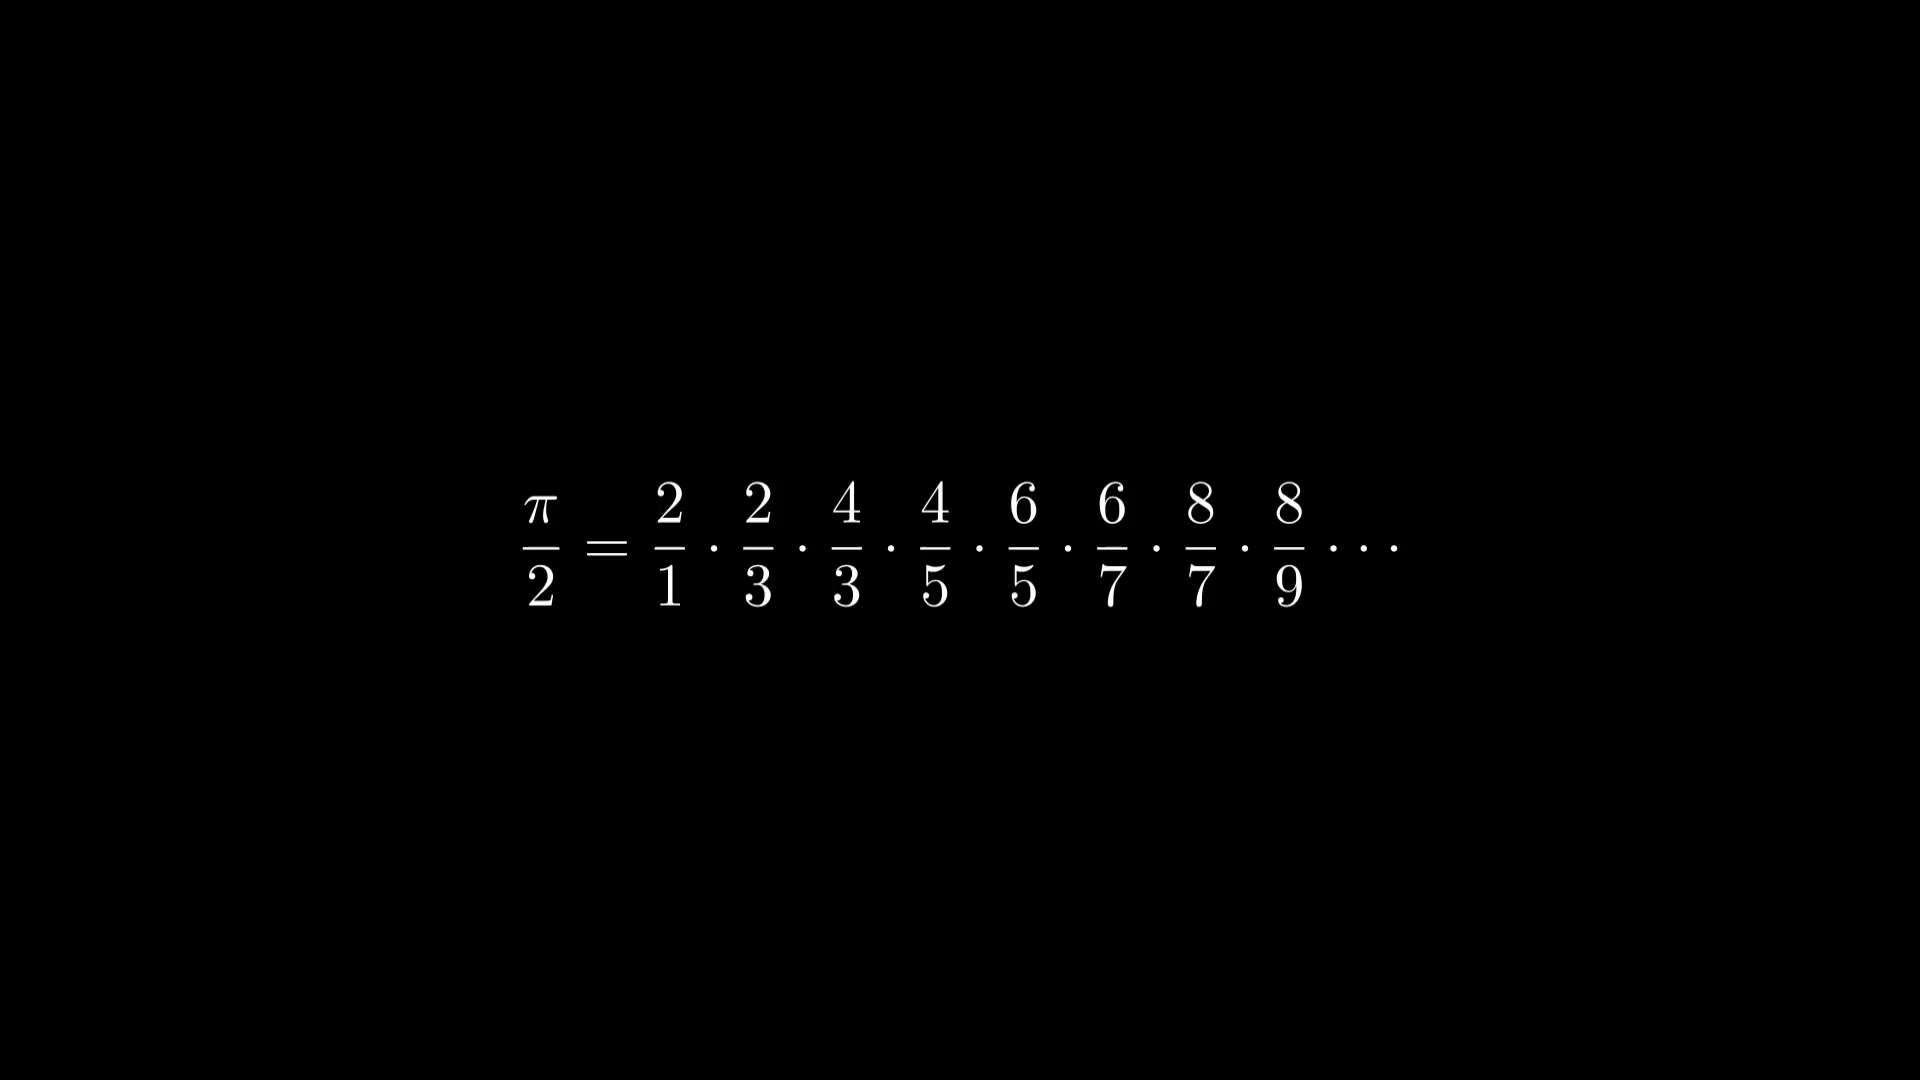 π/2 = 2/1 · 2/3 · 4/3 · 4/5 · 6/5 · 6/7 · 8/7 · 8/9 ···